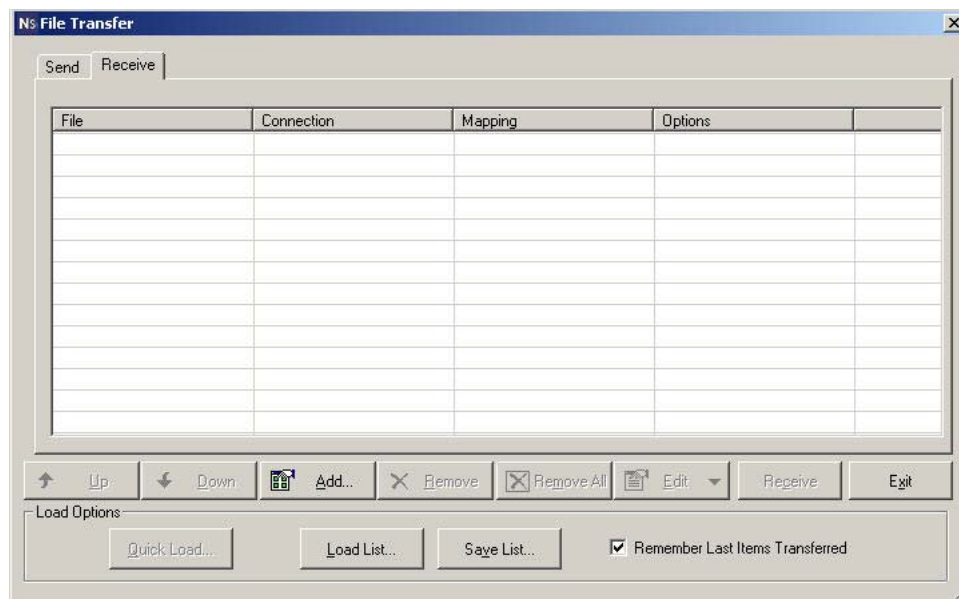 NS File Transfer
Send Receive
File Connection Mapping Options
Up Down Add... Remove Remove All Edit Receive Exit
Load Options
Quick Load... Load List... Save List... Remember Last Items Transferred